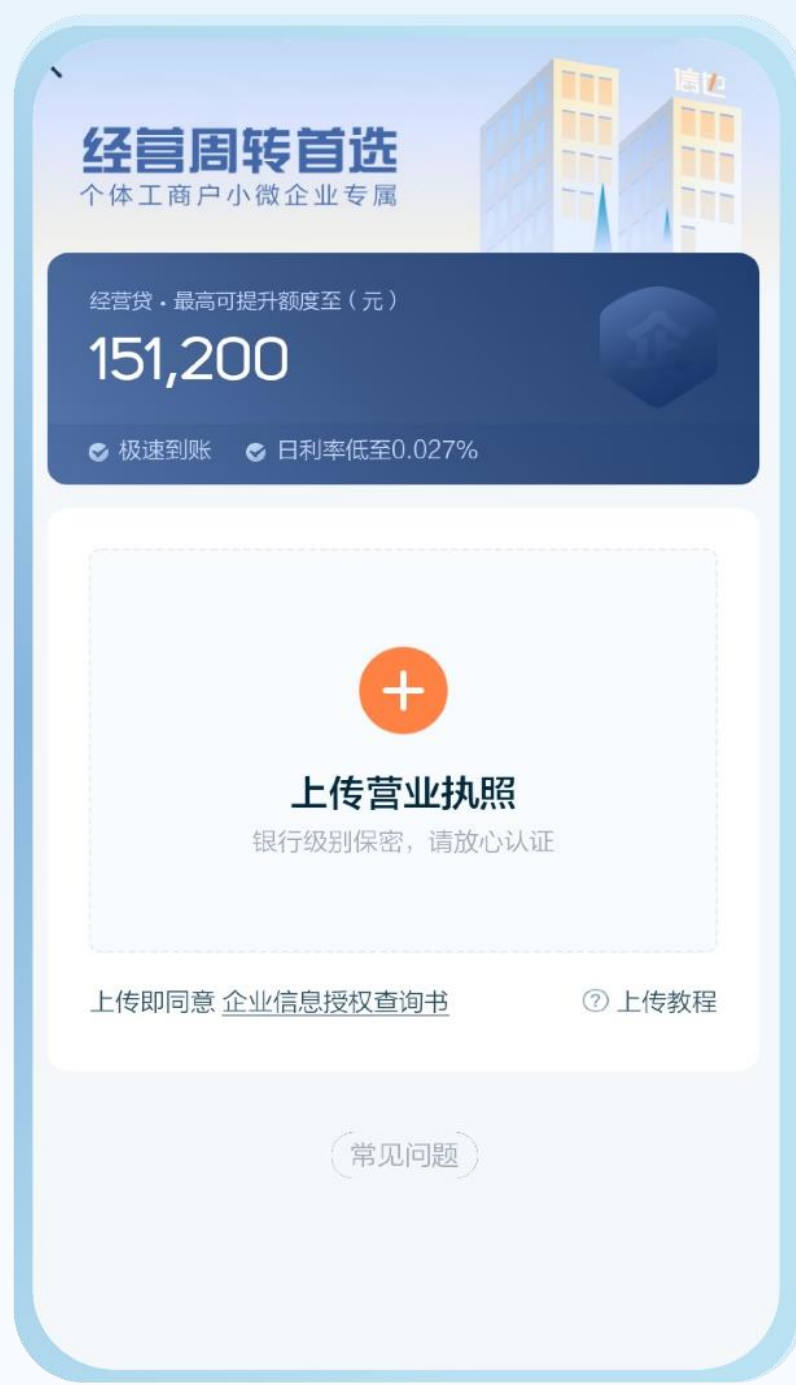 信也
经营周转首选
个体工商户小微企业专属
经营贷·最高可提升额度至（元）
151,200
企
极速到账 日利率低至0.027%
上传营业执照
银行级别保密，请放心认证
上传即同意 企业信息授权查询书 ? 上传教程
常见问题